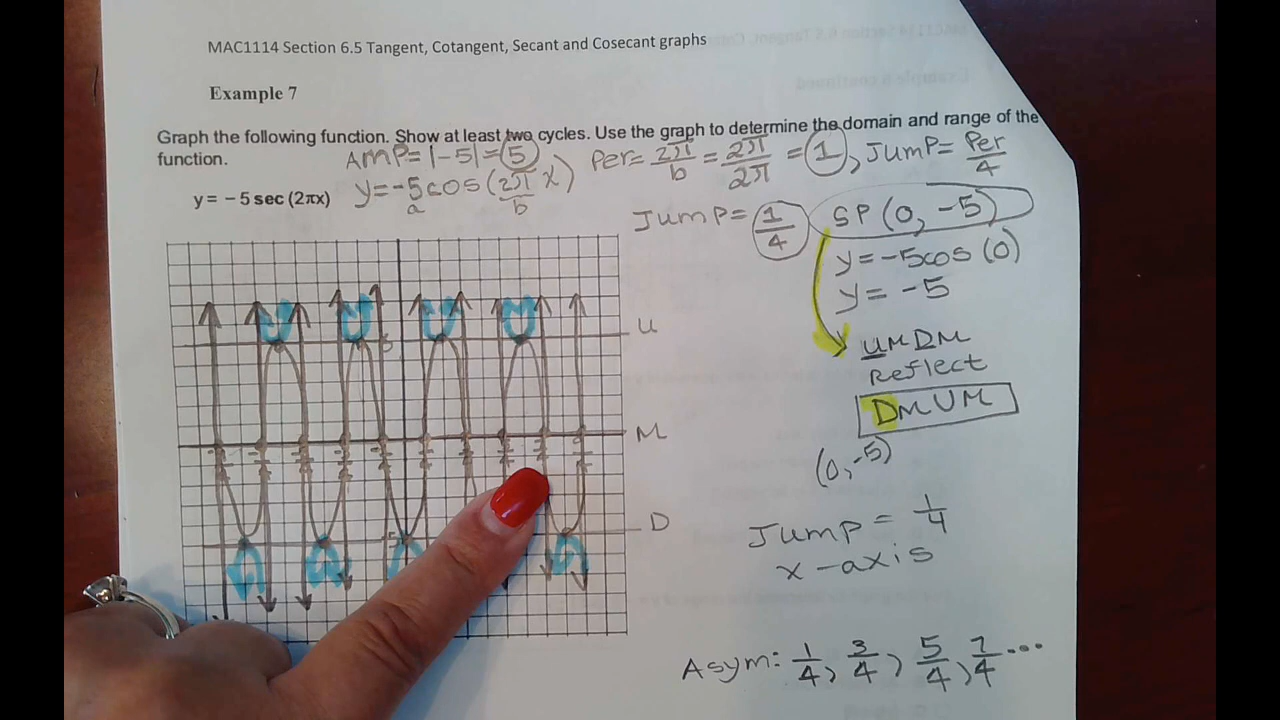 MAC1114 Section 6.5 Tangent, Cotangent, Secant and Cosecant graphs
Example 7
Graph the following function. Show at least two cycles. Use the graph to determine the domain and range of the
function.
AMP= |-5| = 5
Per= 2π/b = 2π/2π = 1, Jump= Per/4
y = – 5 sec (2πx)
y=-5cos(2πx)
a
b
Jump= 1/4
SP (0, -5)
y=-5cos(0)
y= -5
UMDM
Reflect
DMUM
(0,-5)
U
M
D
5
-5
Jump = 1/4
x-axis
Asym: 1/4, 3/4, 5/4, 7/4 ...